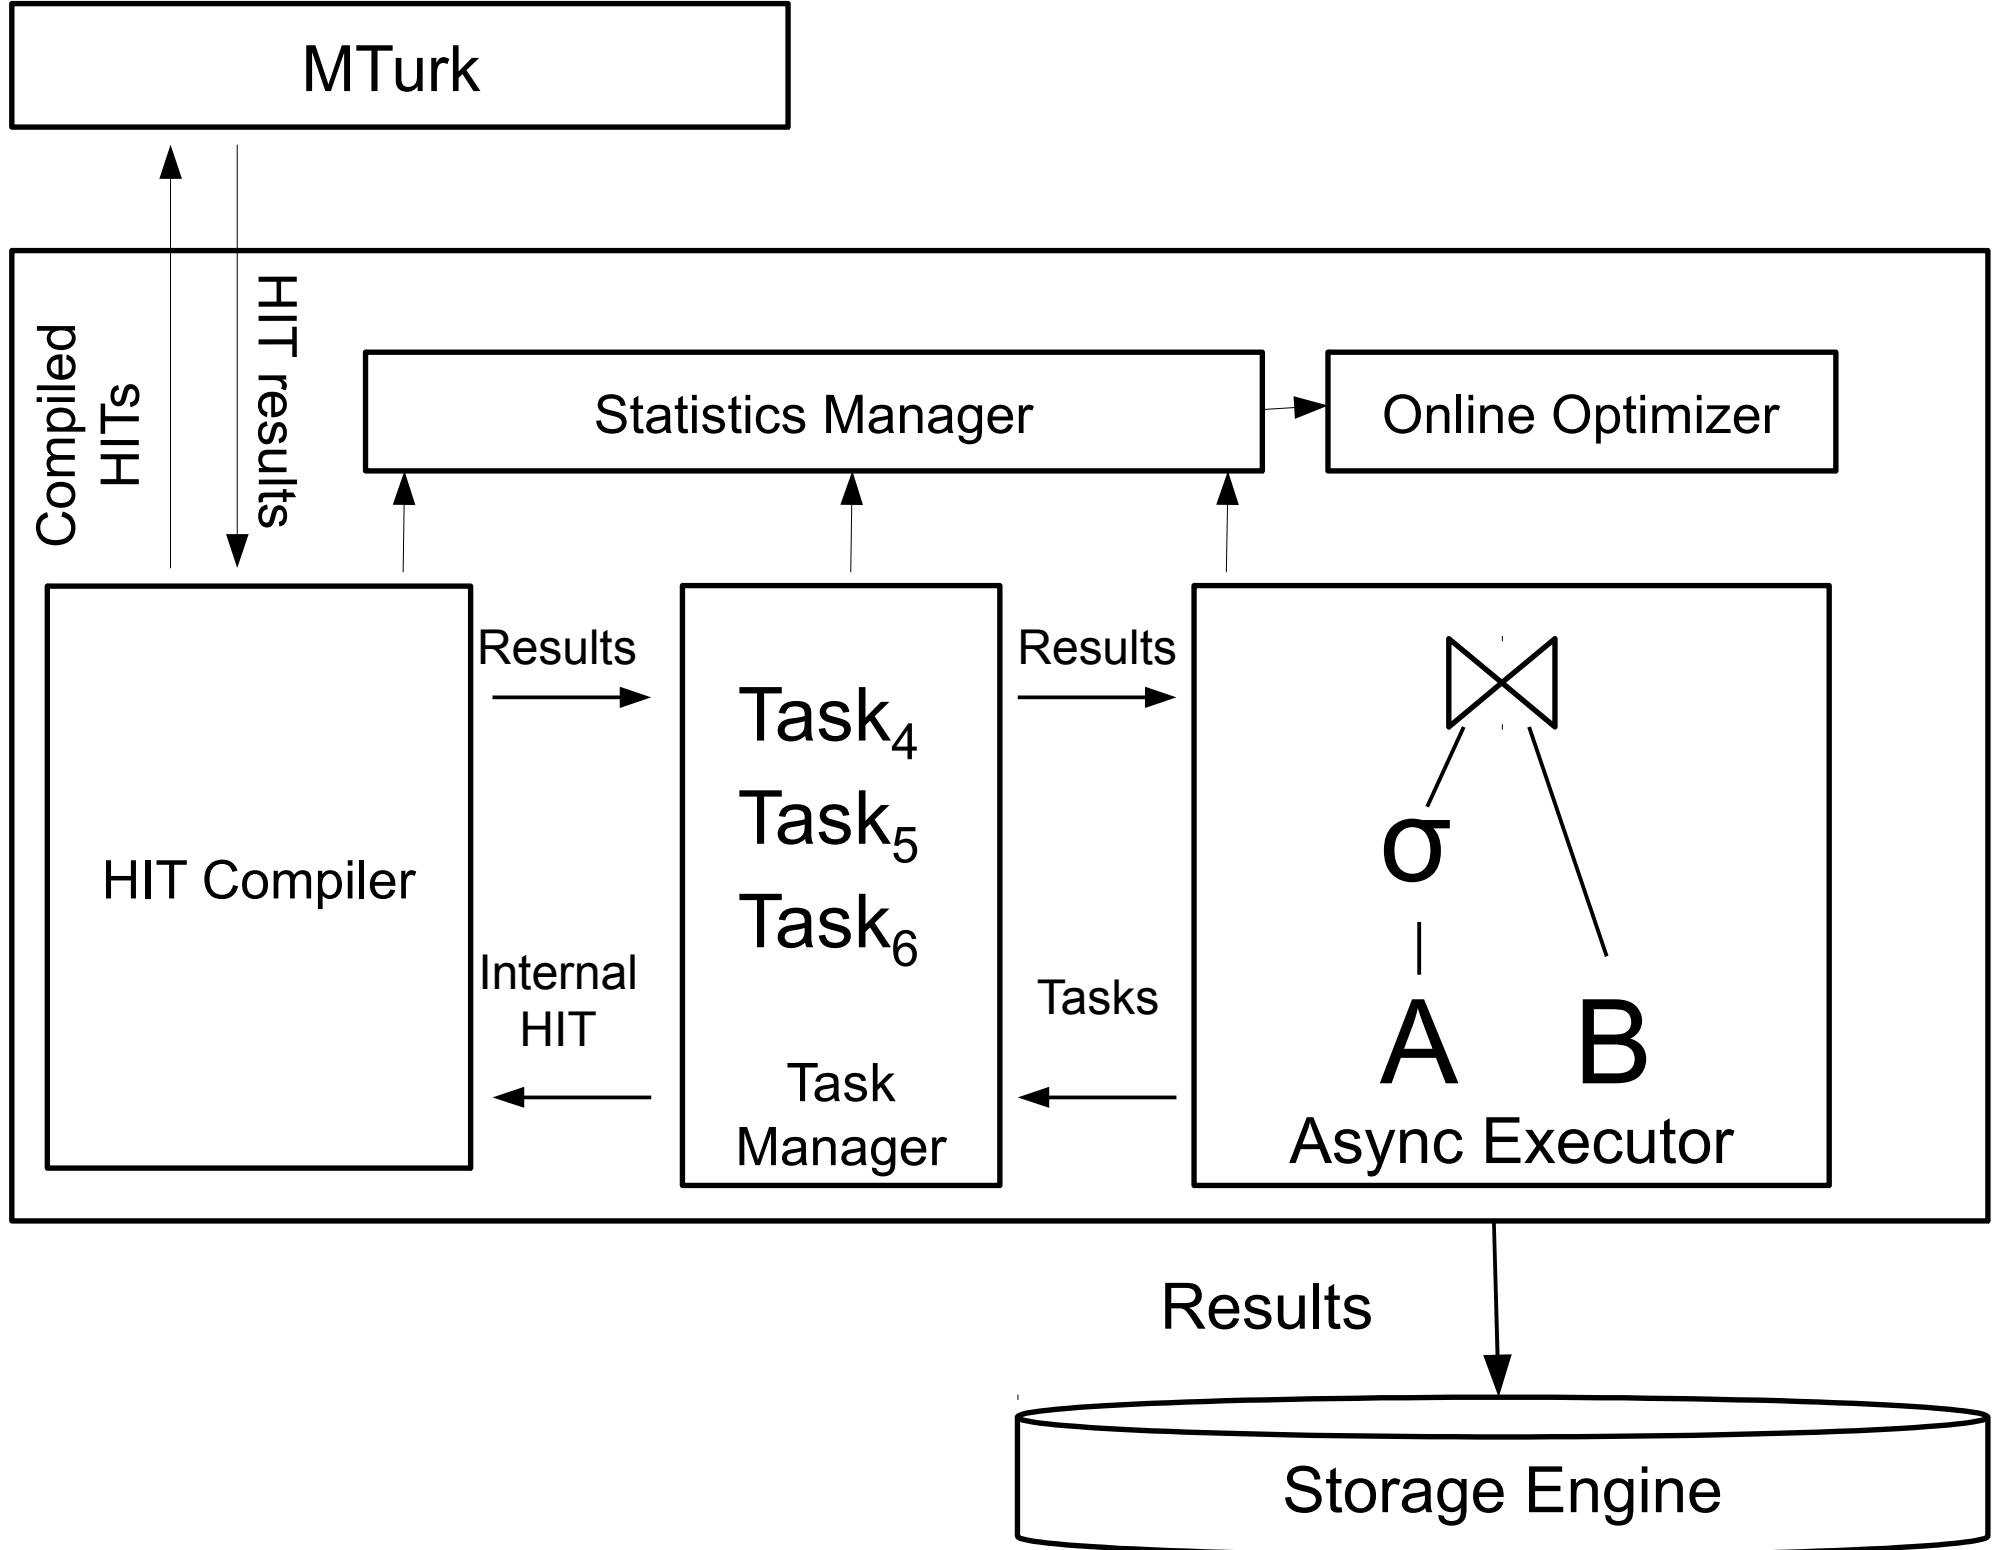 MTurk
Compiled
HITs
HIT results
Statistics Manager
Online Optimizer
Results
Results
Task4
Task5
Task6
σ
HIT Compiler
Internal
HIT
Tasks
A
B
Task
Manager
Async Executor
Results
Storage Engine